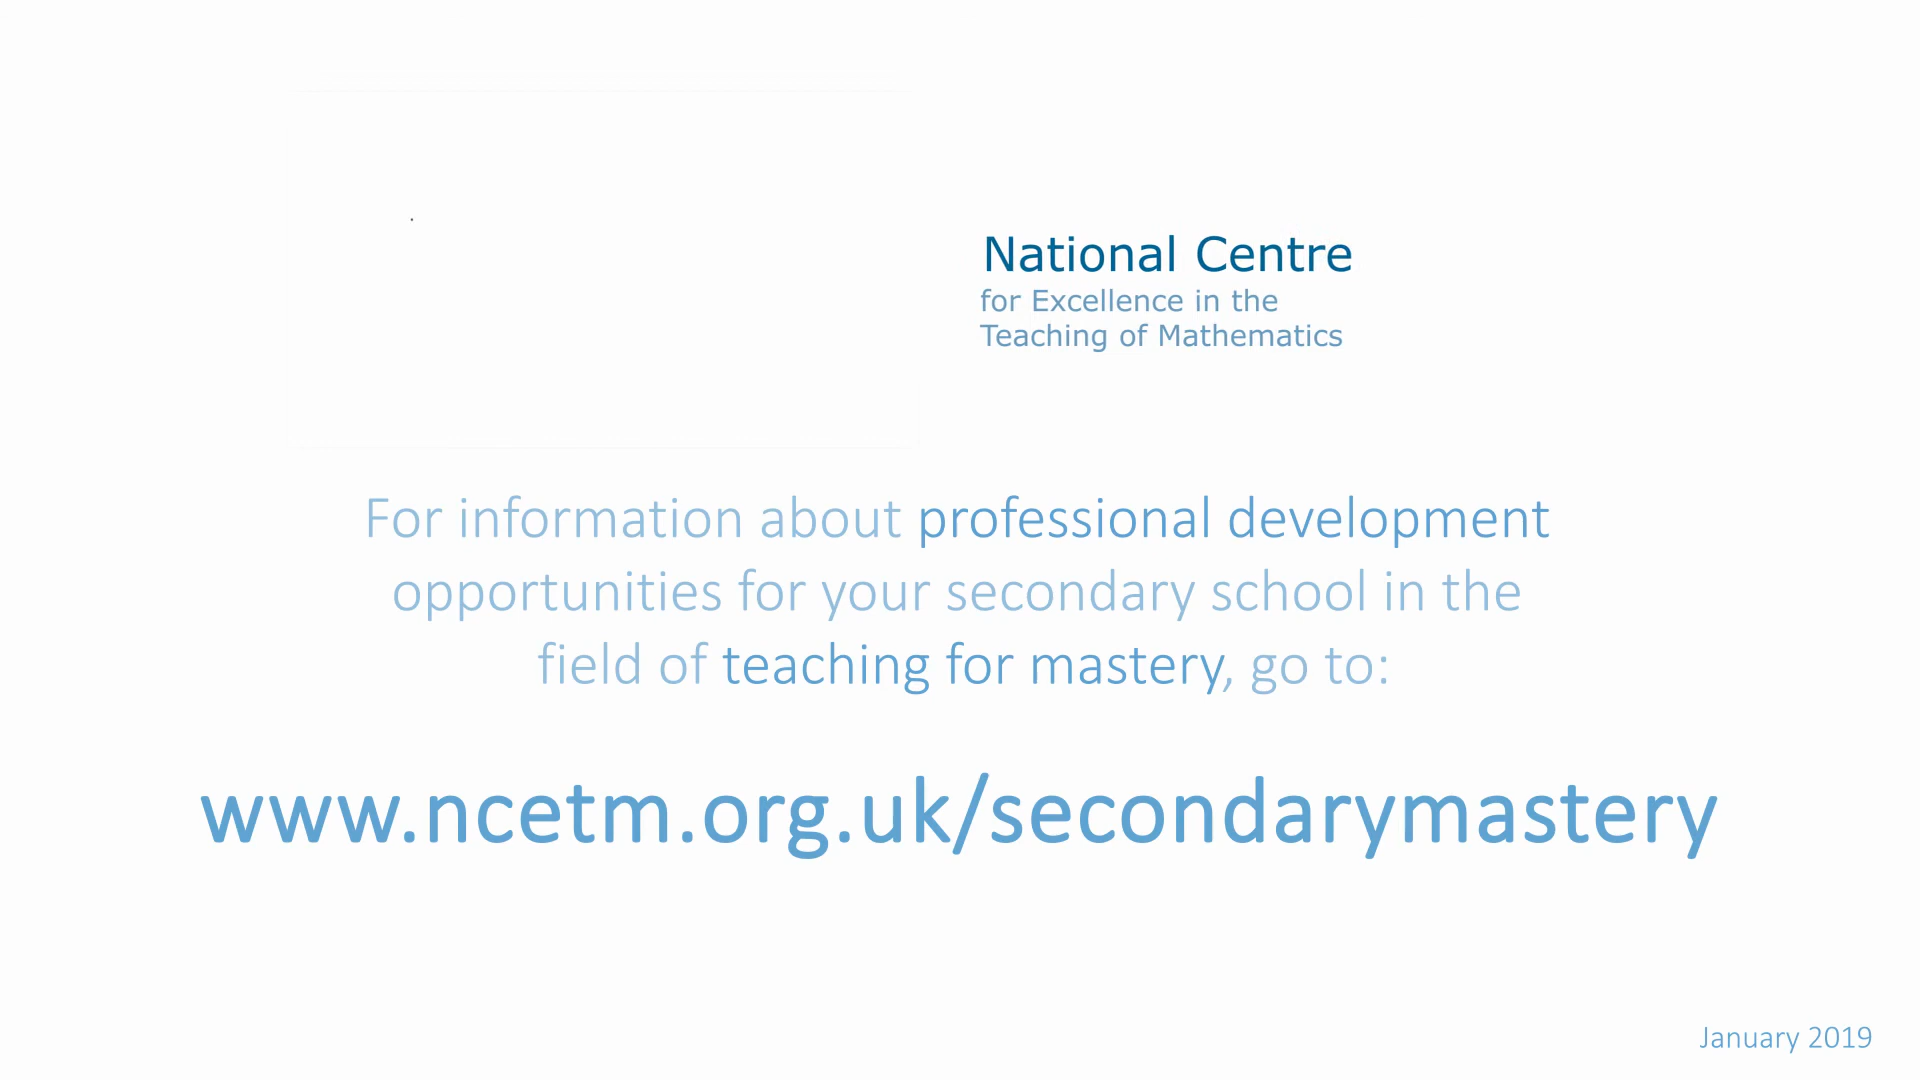 National Centre
for Excellence in the
Teaching of Mathematics
For information about professional development
opportunities for your secondary school in the
field of teaching for mastery, go to:
www.ncetm.org.uk/secondarymastery
January 2019